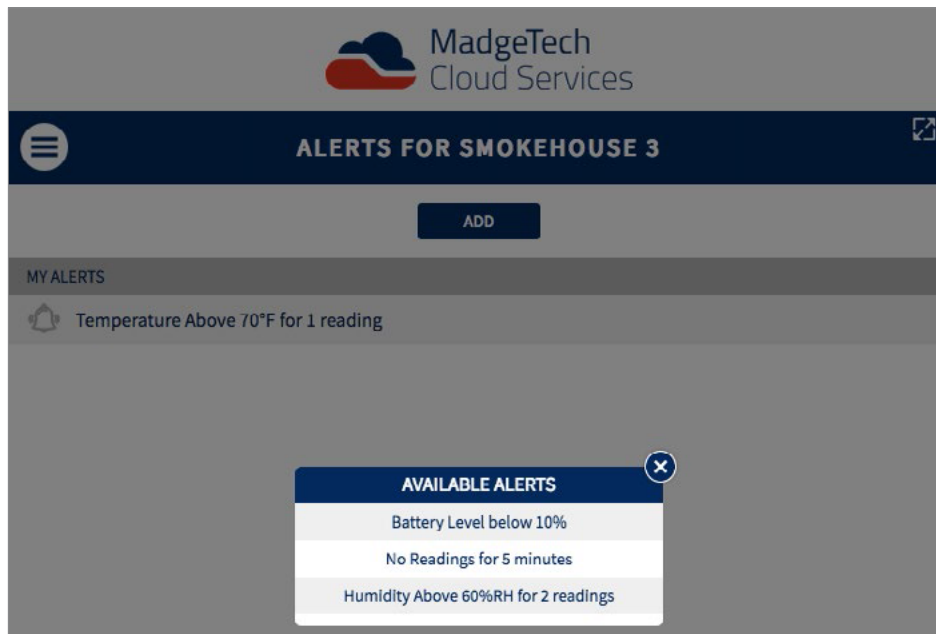 MadgeTech
Cloud Services
ALERTS FOR SMOKEHOUSE 3
ADD
MY ALERTS
Temperature Above 70°F for 1 reading
AVAILABLE ALERTS
Battery Level below 10%
No Readings for 5 minutes
Humidity Above 60%RH for 2 readings